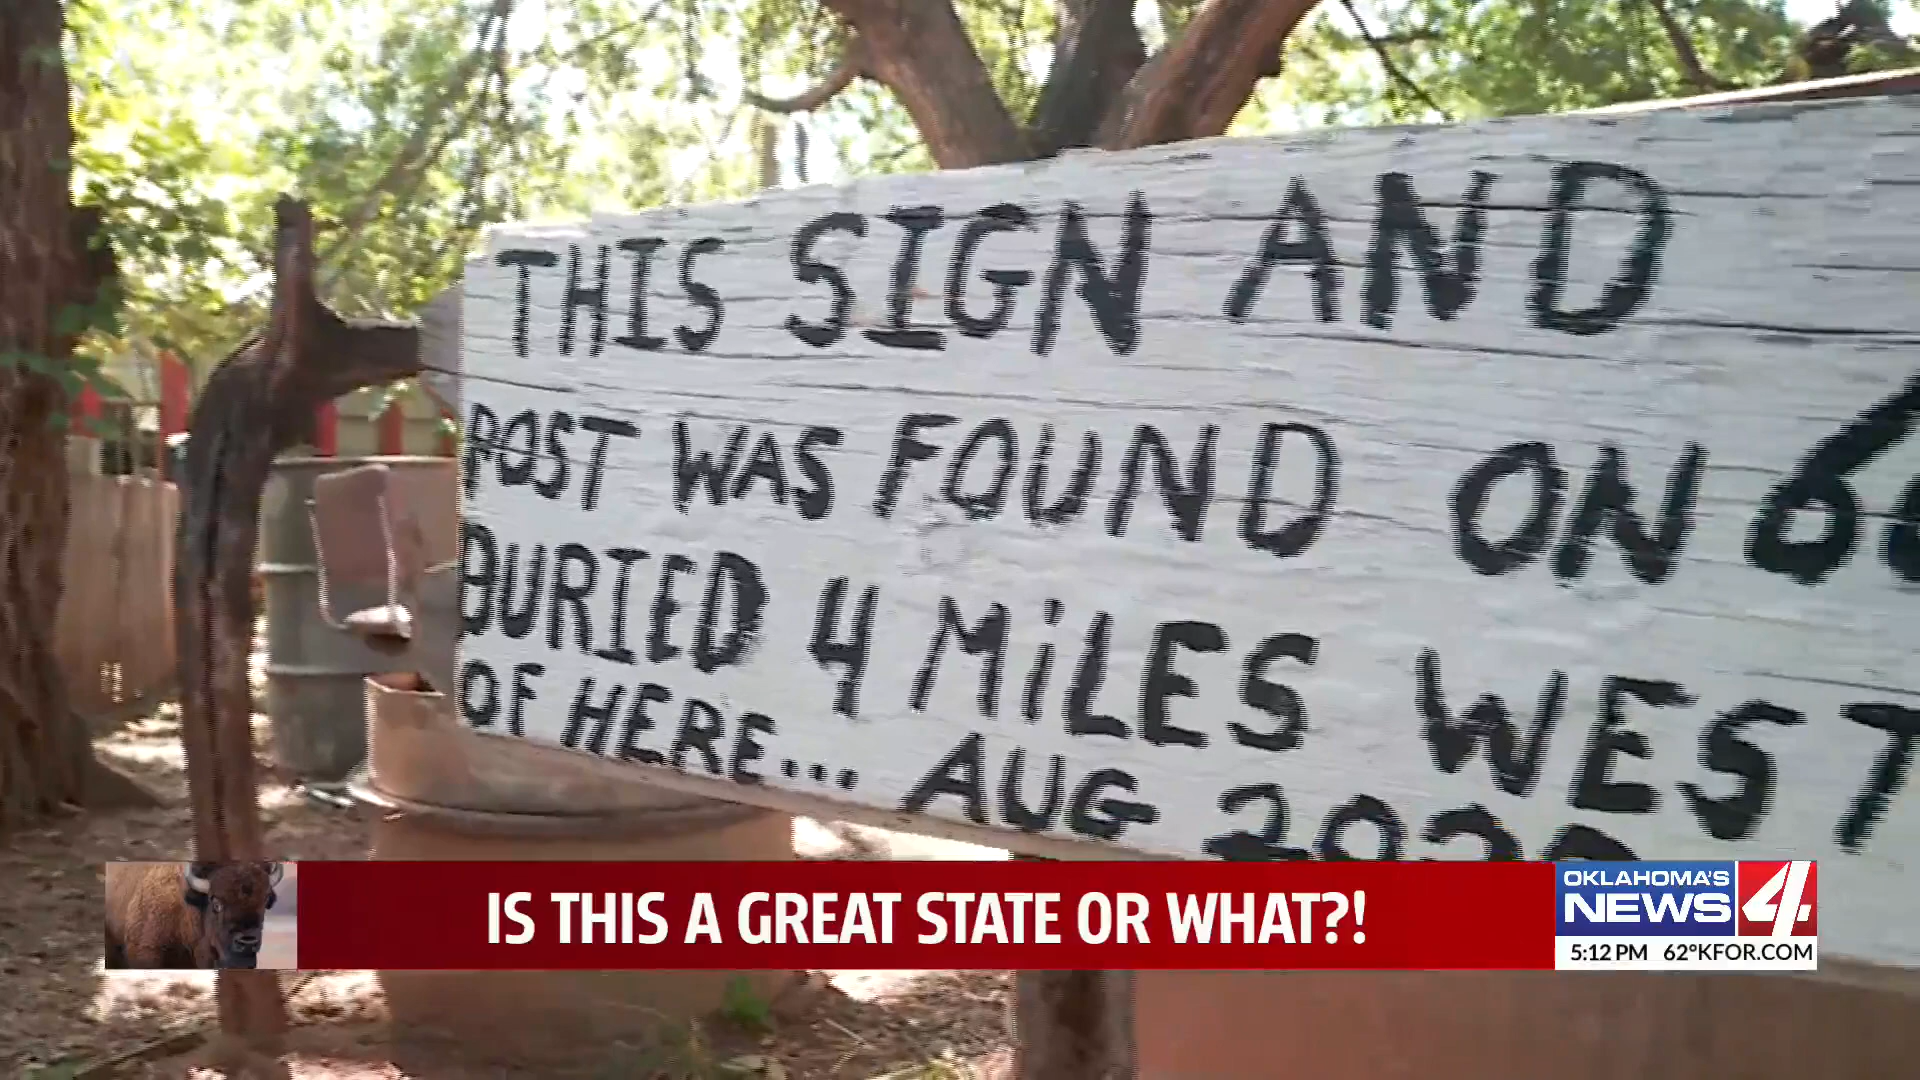 THIS SIGN AND
POST WAS FOUND ON 66
BURIED 4 MiLES WEST
OF HERE... AUG
IS THIS A GREAT STATE OR WHAT?!
OKLAHOMA'S
NEWS 4
5:12 PM 62° KFOR.COM